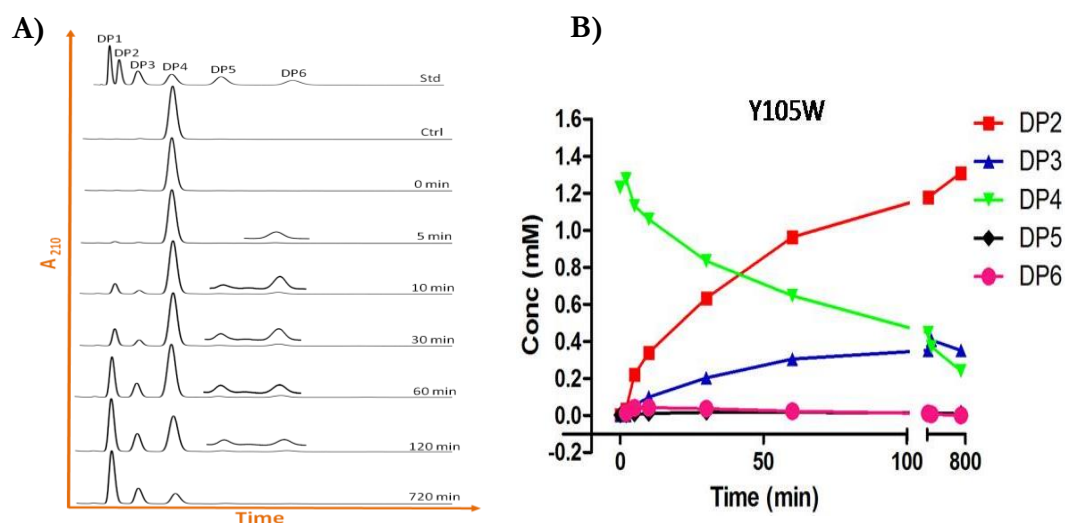 A)
DP1
DP2
DP3
DP4
DP5
DP6
Std
Ctrl
0 min
5 min
10 min
30 min
60 min
120 min
720 min
A210
Time
B)
Y105W
1.6
1.4
1.2
1.0
0.8
0.6
0.4
0.2
0.0
-0.2
Conc (mM)
0 50 100 800
Time (min)
DP2
DP3
DP4
DP5
DP6